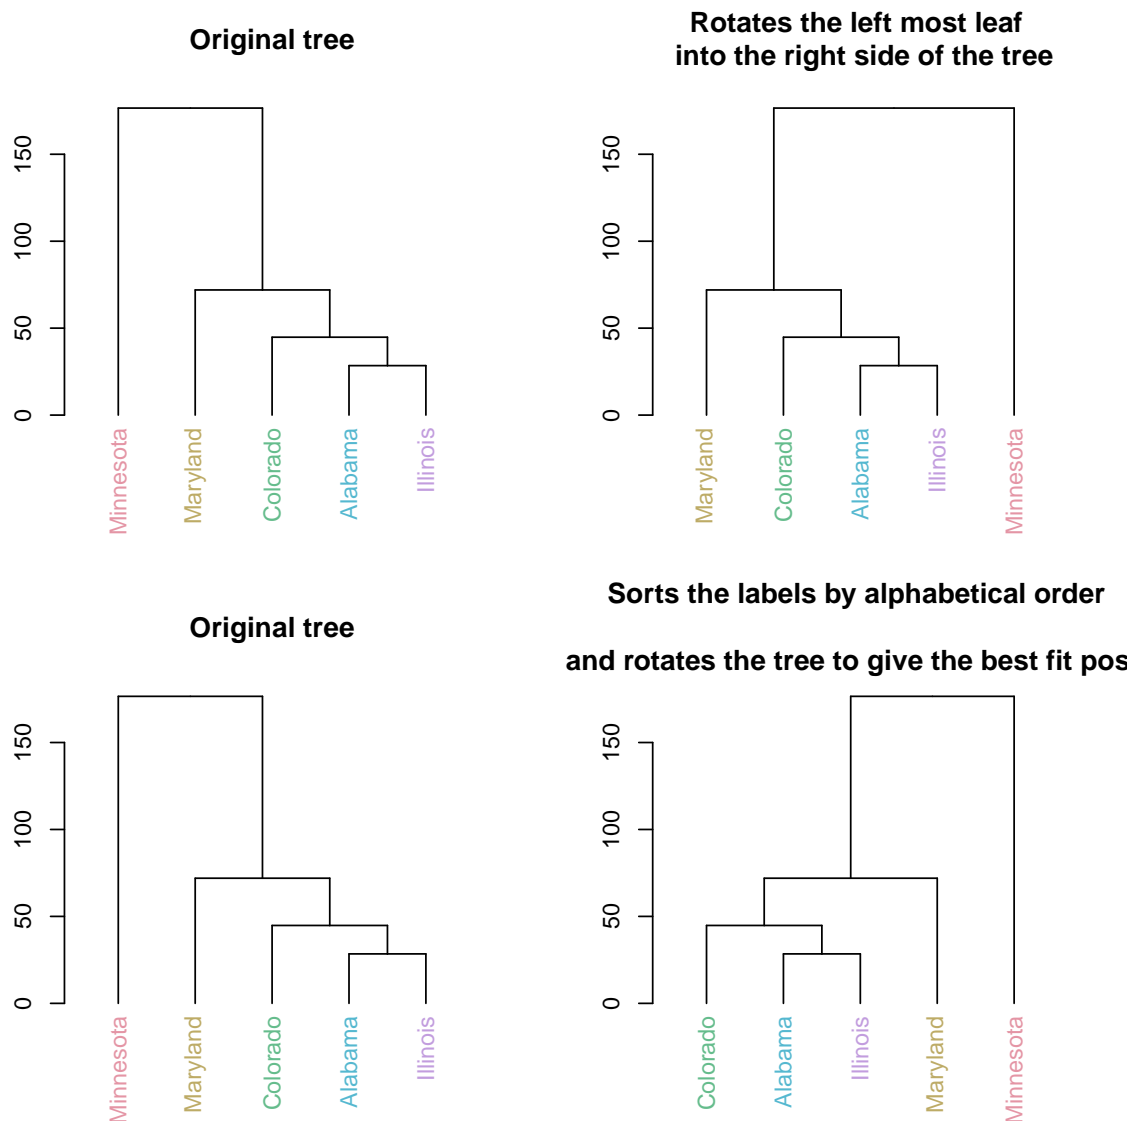 Original tree
0 50 100 150
Minnesota Maryland Colorado Alabama Illinois
Rotates the left most leaf
into the right side of the tree
0 50 100 150
Maryland Colorado Alabama Illinois Minnesota
Original tree
0 50 100 150
Minnesota Maryland Colorado Alabama Illinois
Sorts the labels by alphabetical order
and rotates the tree to give the best fit pos
0 50 100 150
Colorado Alabama Illinois Maryland Minnesota